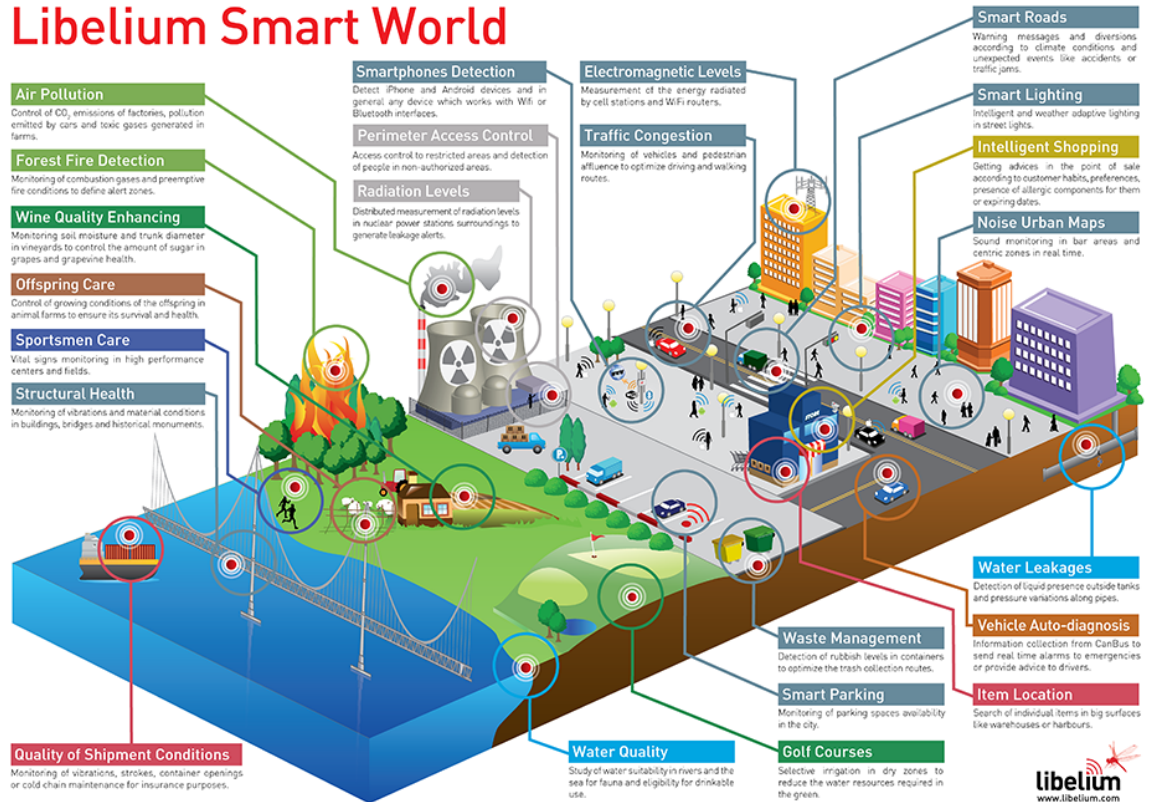 Libelium Smart World
Air Pollution
Control of CO2 emissions of factories, pollution
emitted by cars and toxic gases generated in
farms.
Forest Fire Detection
Monitoring of combustion gases and preemptive
fire conditions to define alert zones.
Wine Quality Enhancing
Monitoring soil moisture and trunk diameter
in vineyards to control the amount of sugar in
grapes and grapevine health.
Offspring Care
Control of growing conditions of the offspring in
animal farms to ensure its survival and health.
Sportsmen Care
Vital signs monitoring in high performance
centers and fields.
Structural Health
Monitoring of vibrations and material conditions
in buildings, bridges and historical monuments.
Quality of Shipment Conditions
Monitoring of vibrations, strokes, container openings
or cold chain maintenance for insurance purposes.
Smartphones Detection
Detect iPhone and Android devices and in
general any device which works with Wifi or
Bluetooth interfaces.
Perimeter Access Control
Access control to restricted areas and detection
of people in non-authorized areas.
Radiation Levels
Distributed measurement of radiation levels
in nuclear power stations surroundings to
generate leakage alerts.
Electromagnetic Levels
Measurement of the energy radiated
by cell stations and WiFi routers.
Traffic Congestion
Monitoring of vehicles and pedestrian
affluence to optimize driving and walking
routes.
Smart Roads
Warning messages and diversions
according to climate conditions and
unexpected events like accidents or
traffic jams.
Smart Lighting
Intelligent and weather adaptive lighting
in street lights.
Intelligent Shopping
Getting advices in the point of sale
according to customer habits, preferences,
presence of allergic components for them
or expiring dates.
Noise Urban Maps
Sound monitoring in bar areas and
centric zones in real time.
STORE
P
Water Leakages
Detection of liquid presence outside tanks
and pressure variations along pipes.
Vehicle Auto-diagnosis
Information collection from CanBus to
send real time alarms to emergencies
or provide advice to drivers.
Item Location
Search of individual items in big surfaces
like warehouses or harbours.
Waste Management
Detection of rubbish levels in containers
to optimize the trash collection routes.
Smart Parking
Monitoring of parking spaces availability
in the city.
Golf Courses
Selective irrigation in dry zones to
reduce the water resources required in
the green.
Water Quality
Study of water suitability in rivers and the
sea for fauna and eligibility for drinkable
use.
libelium
www.libelium.com